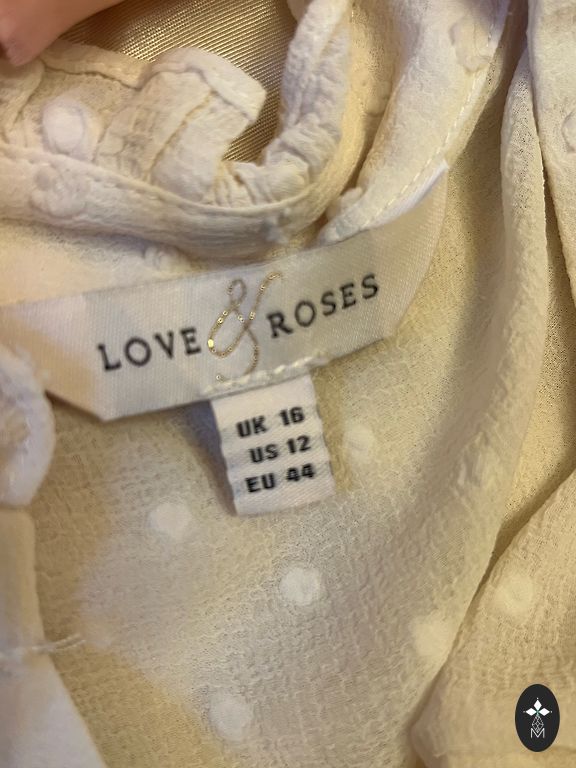 LOVE & ROSES
UK 16
US 12
EU 44
M